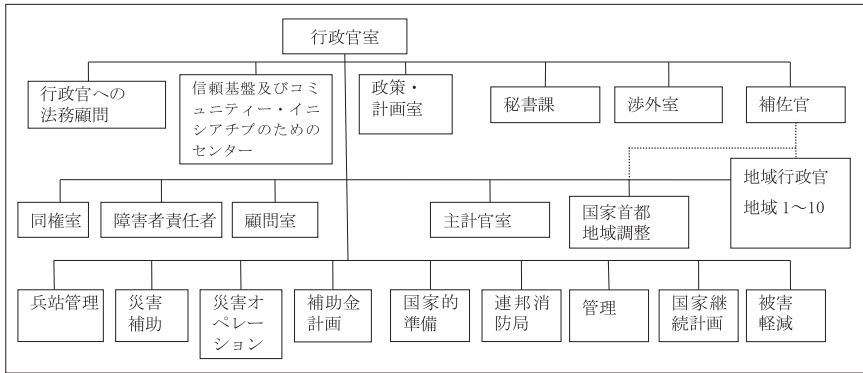 行政官室
行政官への
法務顧問
信頼基盤及びコミ
ュニティー・イニ
シアチブのための
センター
政策・
計画室
秘書課
渉外室
補佐官
地域行政官
地域 1～10
同権室
障害者責任者
顧問室
主計官室
国家首都
地域調整
兵站管理
災害
補助
災害オ
ペレー
ション
補助金
計画
国家的
準備
連邦消
防局
管理
国家継
続計画
被害
軽減